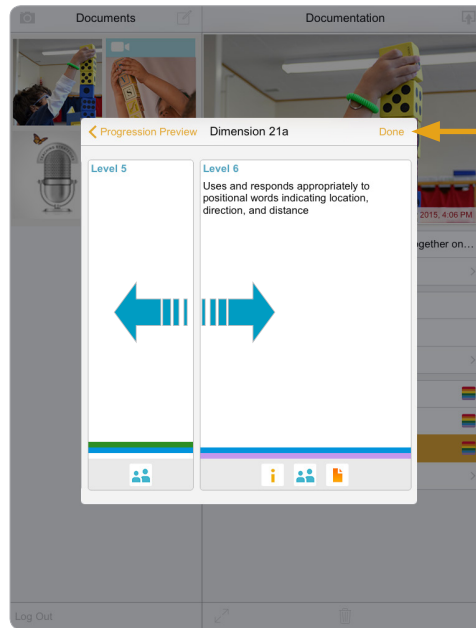 Documents
Documentation
Progression Preview
Dimension 21a
Done
Level 5
Level 6
Uses and responds appropriately to
positional words indicating location,
direction, and distance
2015, 4:06 PM
gether on…
Log Out